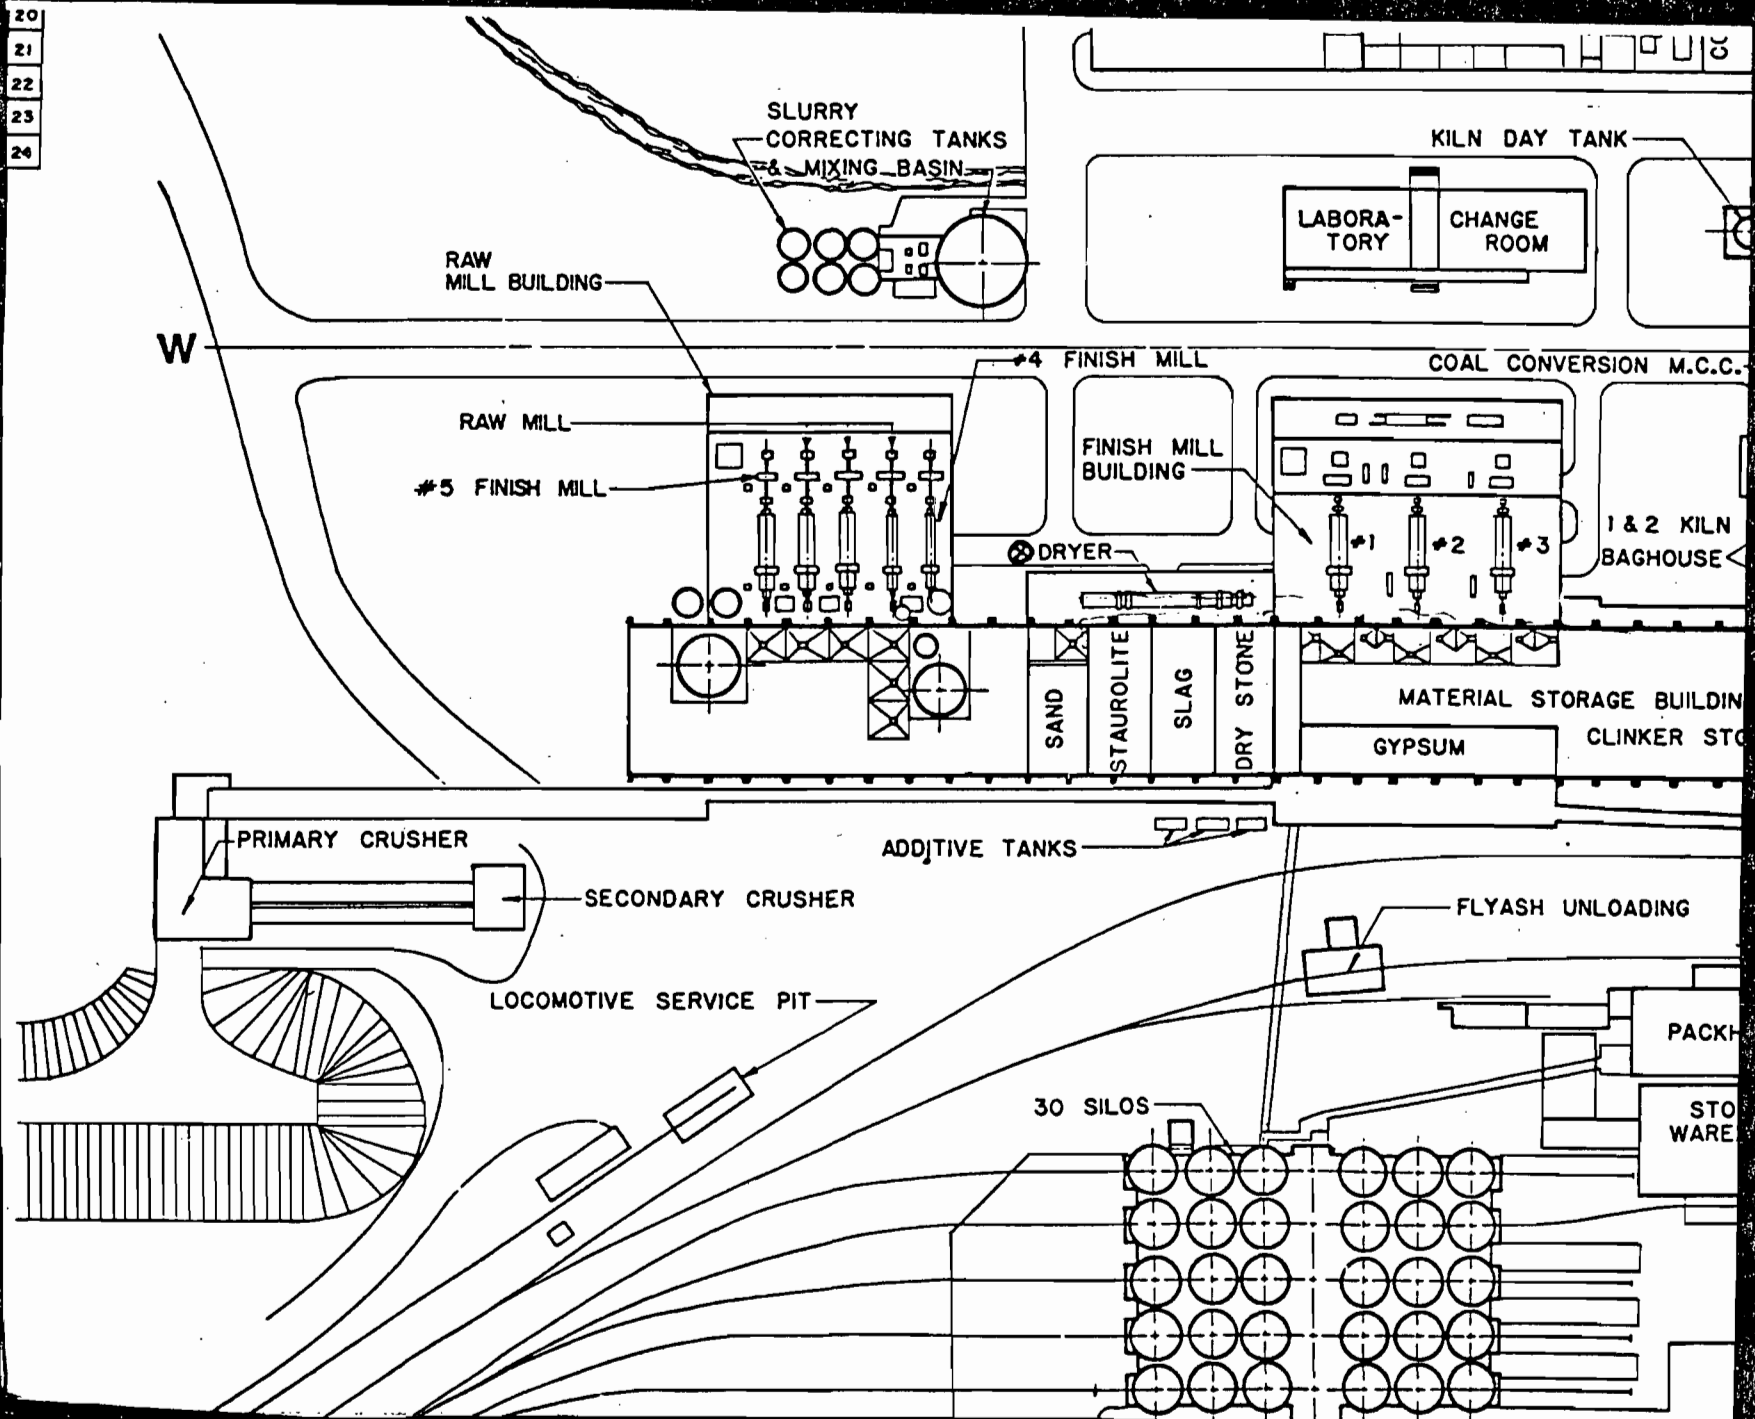 20
21
22
23
24
SLURRY
CORRECTING TANKS
& MIXING BASIN
KILN DAY TANK
LABORA-
TORY
CHANGE
ROOM
RAW
MILL BUILDING
W
#4 FINISH MILL
COAL CONVERSION M.C.C.
RAW MILL
FINISH MILL
BUILDING
#5 FINISH MILL
1 & 2 KILN
BAGHOUSE
#1
#2
#3
DRYER
SAND
STAUROLITE
SLAG
DRY STONE
MATERIAL STORAGE BUILDIN
CLINKER STO
GYPSUM
PRIMARY CRUSHER
ADDITIVE TANKS
SECONDARY CRUSHER
FLYASH UNLOADING
LOCOMOTIVE SERVICE PIT
PACKH
30 SILOS
STO
WARE